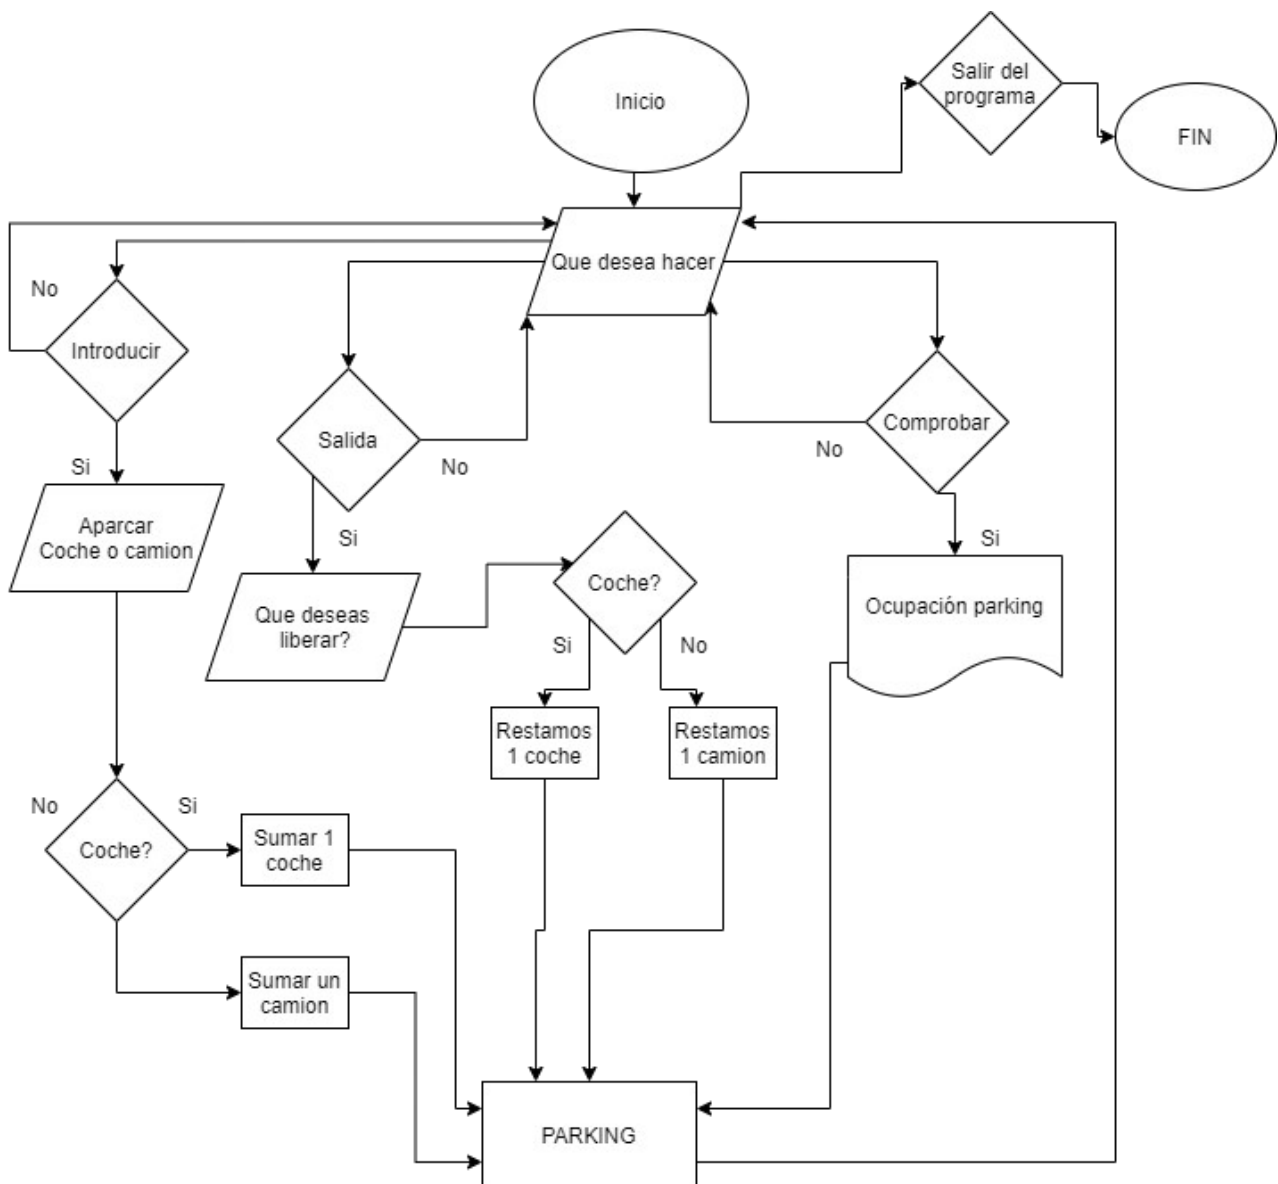 Inicio
Salir del
programa
FIN
Que desea hacer
No
Introducir
Si
Aparcar
Coche o camion
Salida
No
Si
Que deseas
liberar?
Comprobar
No
Si
Ocupación parking
Coche?
Si
No
Restamos
1 coche
Restamos
1 camion
No
Si
Coche?
Sumar 1
coche
Sumar un
camion
PARKING